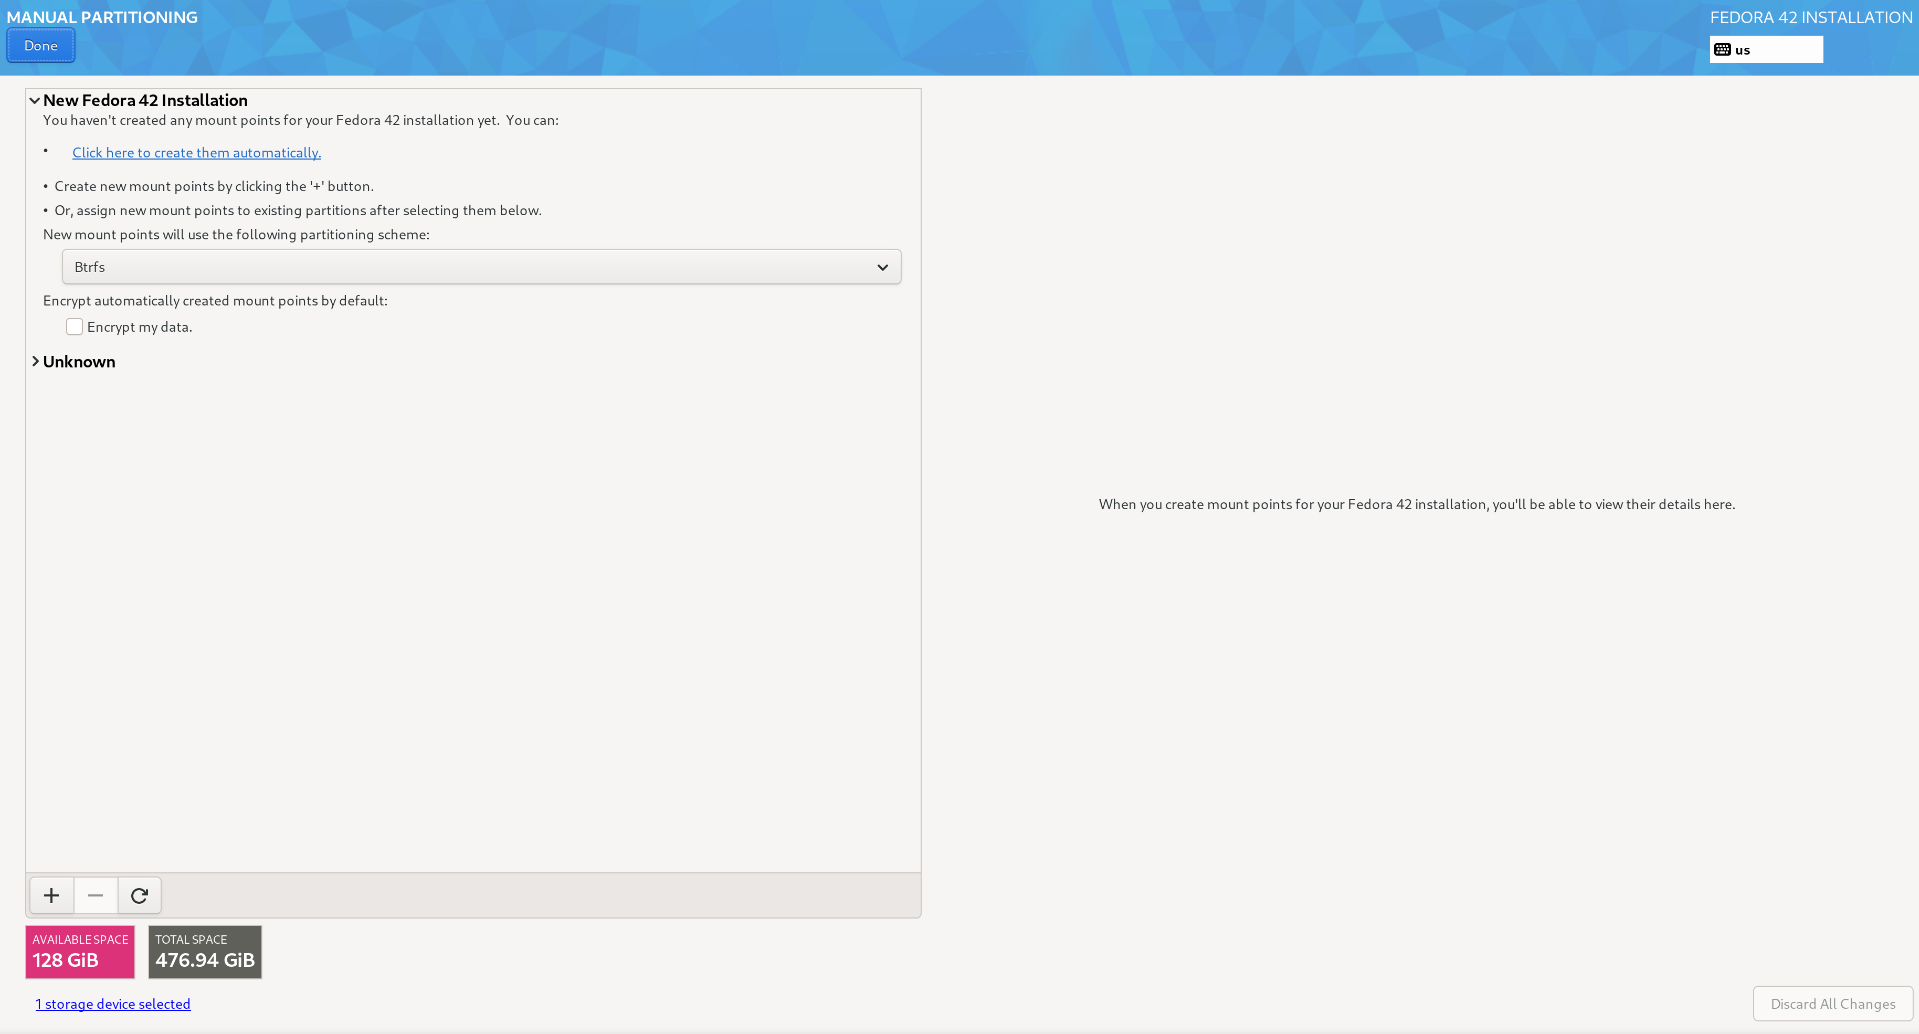 MANUAL PARTITIONING
FEDORA 42 INSTALLATION
Done
us
New Fedora 42 Installation
You haven't created any mount points for your Fedora 42 installation yet.  You can:
• Click here to create them automatically.
• Create new mount points by clicking the '+' button.
• Or, assign new mount points to existing partitions after selecting them below.
New mount points will use the following partitioning scheme:
Btrfs
Encrypt automatically created mount points by default:
Encrypt my data.
Unknown
When you create mount points for your Fedora 42 installation, you'll be able to view their details here.
AVAILABLE SPACE
128 GiB
TOTAL SPACE
476.94 GiB
1 storage device selected
Discard All Changes